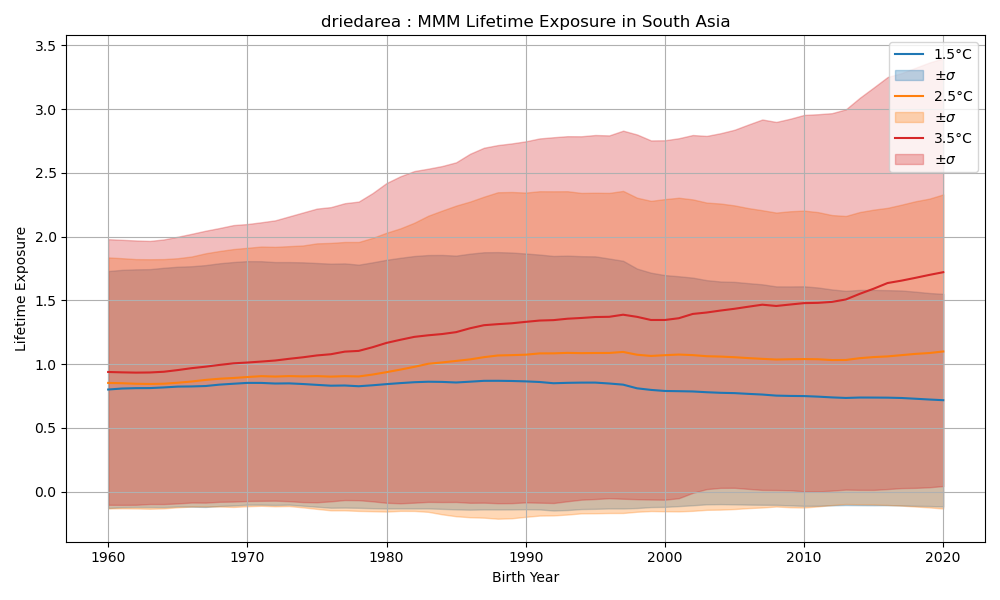 driedarea : MMM Lifetime Exposure in South Asia
3.5
3.0
2.5
2.0
1.5
1.0
0.5
0.0
Lifetime Exposure
1960
1970
1980
1990
2000
2010
2020
Birth Year
1.5°C
±σ
2.5°C
±σ
3.5°C
±σ